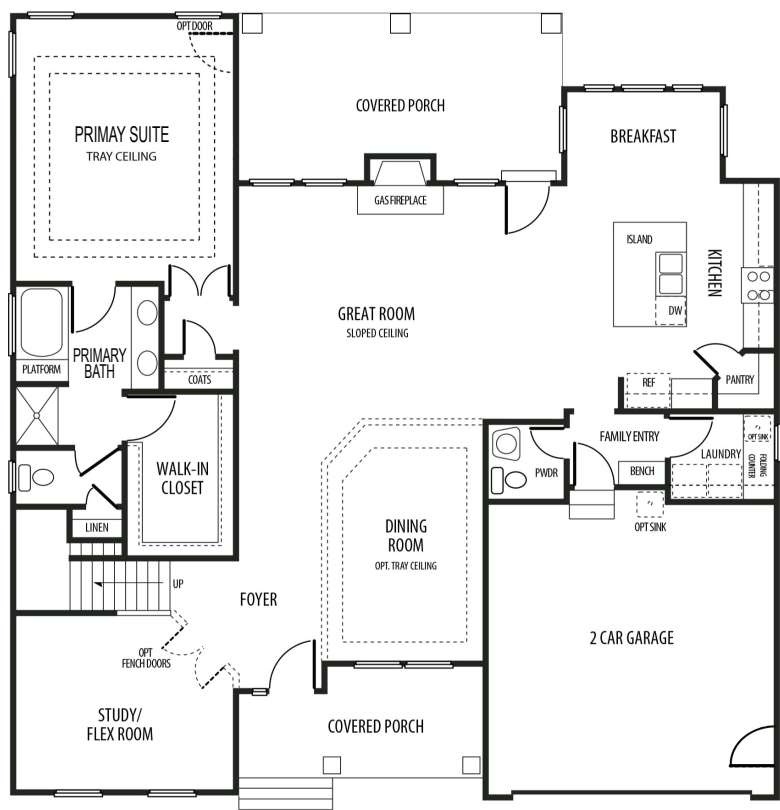 OPT DOOR
PRIMAY SUITE
TRAY CEILING
COVERED PORCH
BREAKFAST
GAS FIREPLACE
ISLAND
KITCHEN
DW
GREAT ROOM
SLOPED CEILING
PLATFORM
PRIMARY
BATH
COATS
REF
PANTRY
WALK-IN
CLOSET
FAMILY ENTRY
OPT SINK
LAUNDRY
FOLDING
COUNTER
PWDR
BENCH
LINEN
DINING
ROOM
OPT. TRAY CEILING
OPT SINK
UP
FOYER
2 CAR GARAGE
OPT
FENCH DOORS
STUDY/
FLEX ROOM
COVERED PORCH